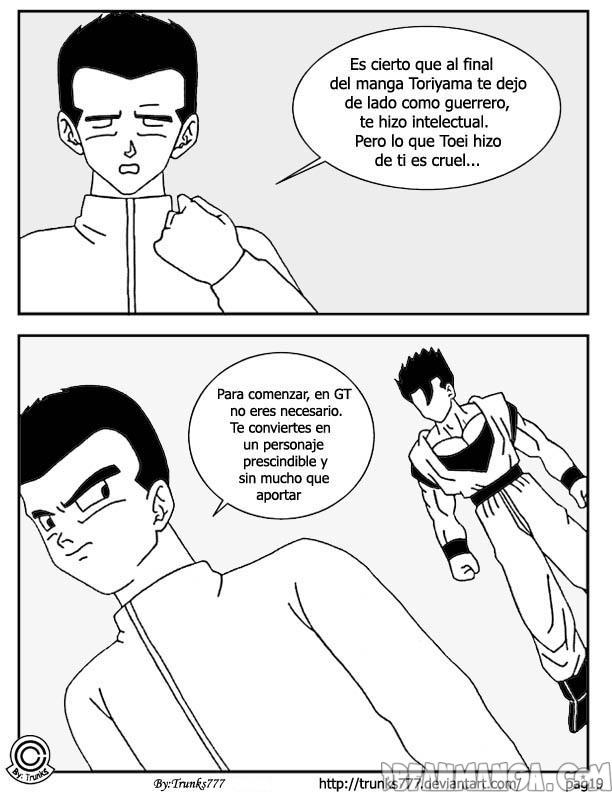 Es cierto que al final
del manga Toriyama te dejo
de lado como guerrero,
te hizo intelectual.
Pero lo que Toei hizo
de ti es cruel...
Para comenzar, en GT
no eres necesario.
Te conviertes en
un personaje
prescindible y
sin mucho que
aportar
By: Trunks
By:Trunks777
http://trunks777.deviantart.com/
pag19